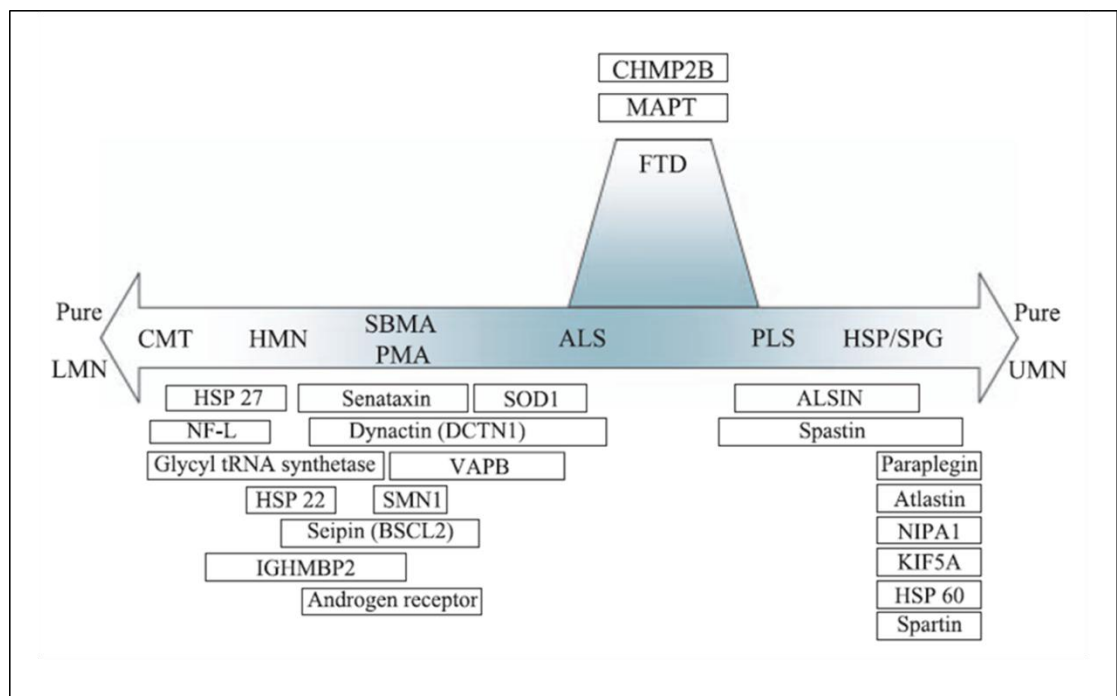 CHMP2B
MAPT
FTD
Pure
LMN
CMT
HMN
SBMA
PMA
ALS
PLS
HSP/SPG
Pure
UMN
HSP 27
Senataxin
SOD1
ALSIN
NF-L
Dynactin (DCTN1)
Spastin
Glycyl tRNA synthetase
VAPB
Paraplegin
HSP 22
SMN1
Atlastin
Seipin (BSCL2)
NIPA1
IGHMBP2
KIF5A
Androgen receptor
HSP 60
Spartin